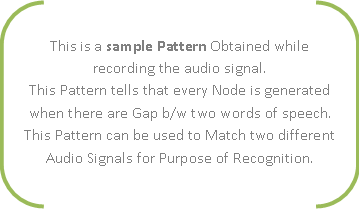 This is a sample Pattern Obtained while
recording the audio signal.
This Pattern tells that every Node is generated
when there are Gap b/w two words of speech.
This Pattern can be used to Match two different
Audio Signals for Purpose of Recognition.